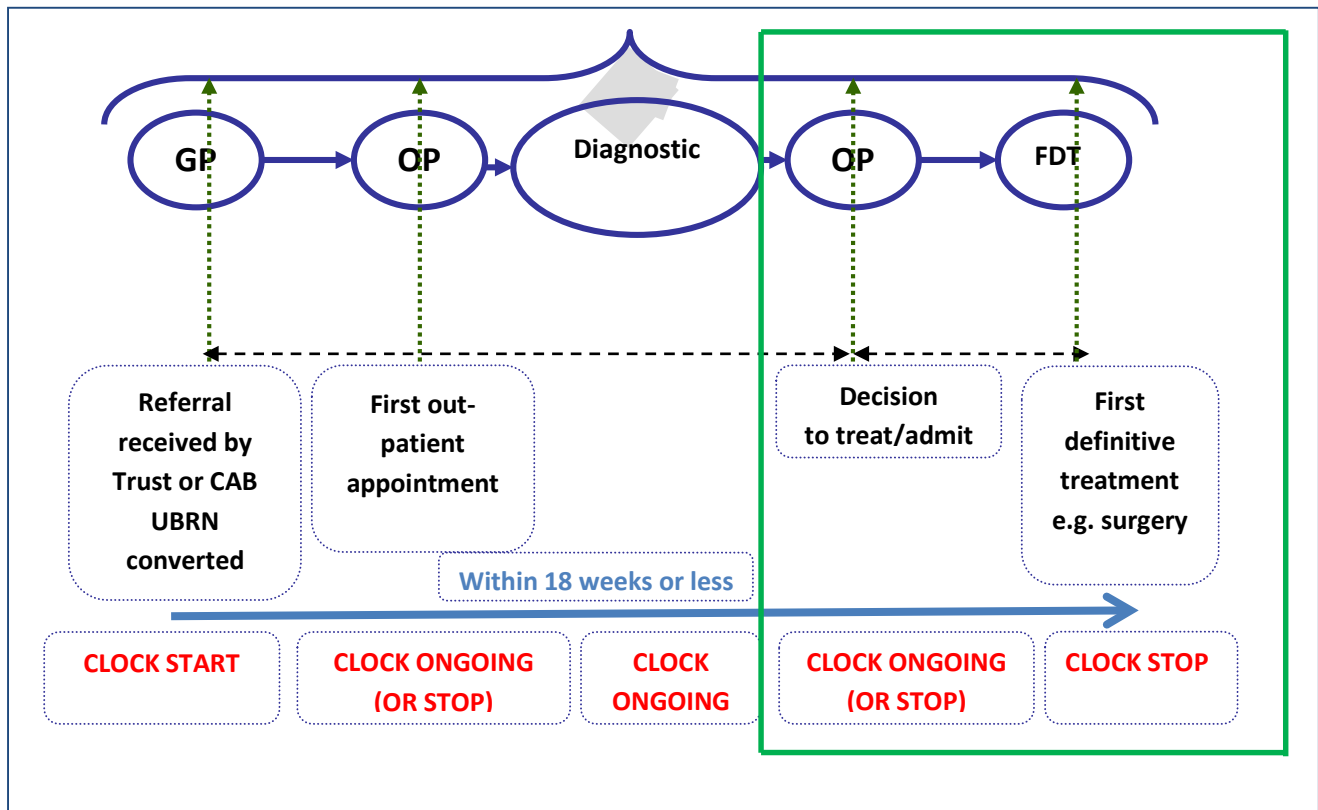 GP
OP
Diagnostic
OP
FDT
Referral
received by
Trust or CAB
UBRN
converted
First out-
patient
appointment
Decision
to treat/admit
First
definitive
treatment
e.g. surgery
Within 18 weeks or less
CLOCK START
CLOCK ONGOING
(OR STOP)
CLOCK
ONGOING
CLOCK ONGOING
(OR STOP)
CLOCK STOP